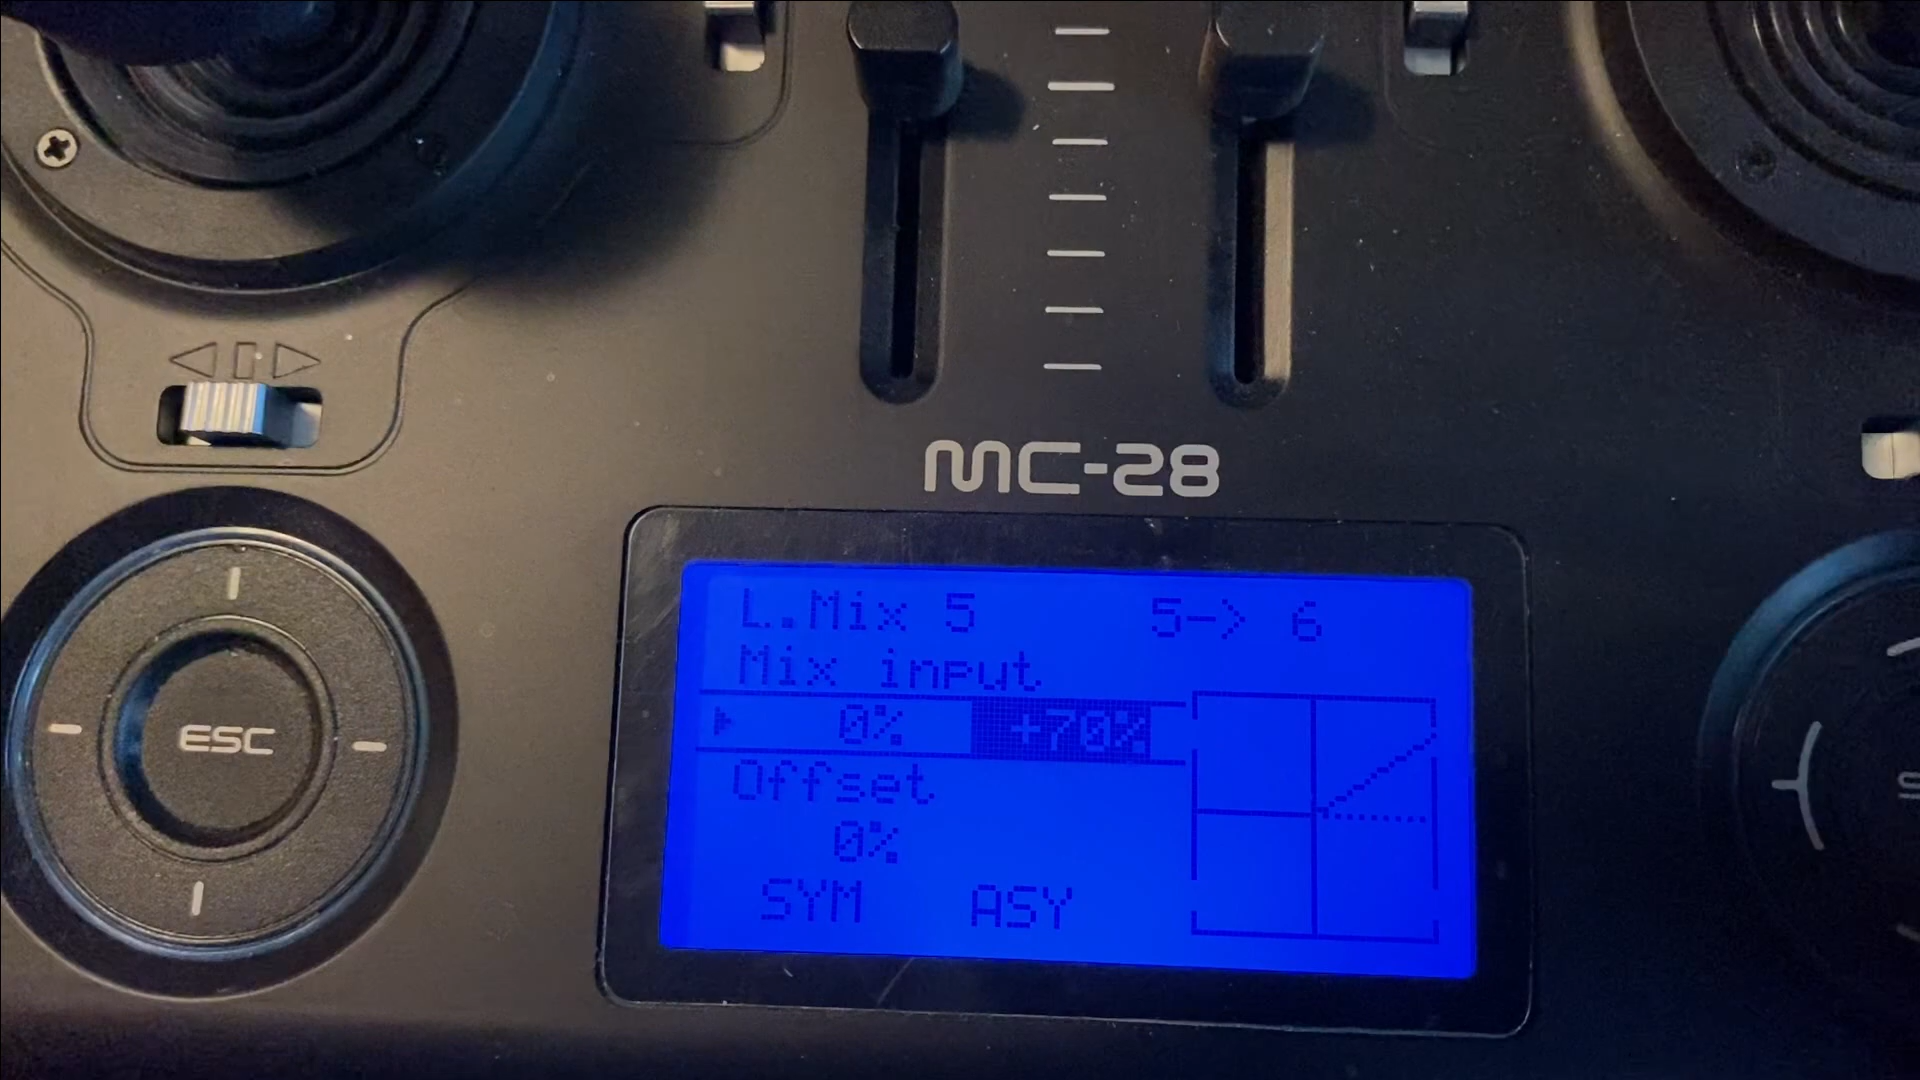 MC-28
L.Mix 5 5-> 6
Mix input
0% +70%
Offset
0%
SYM ASY
ESC